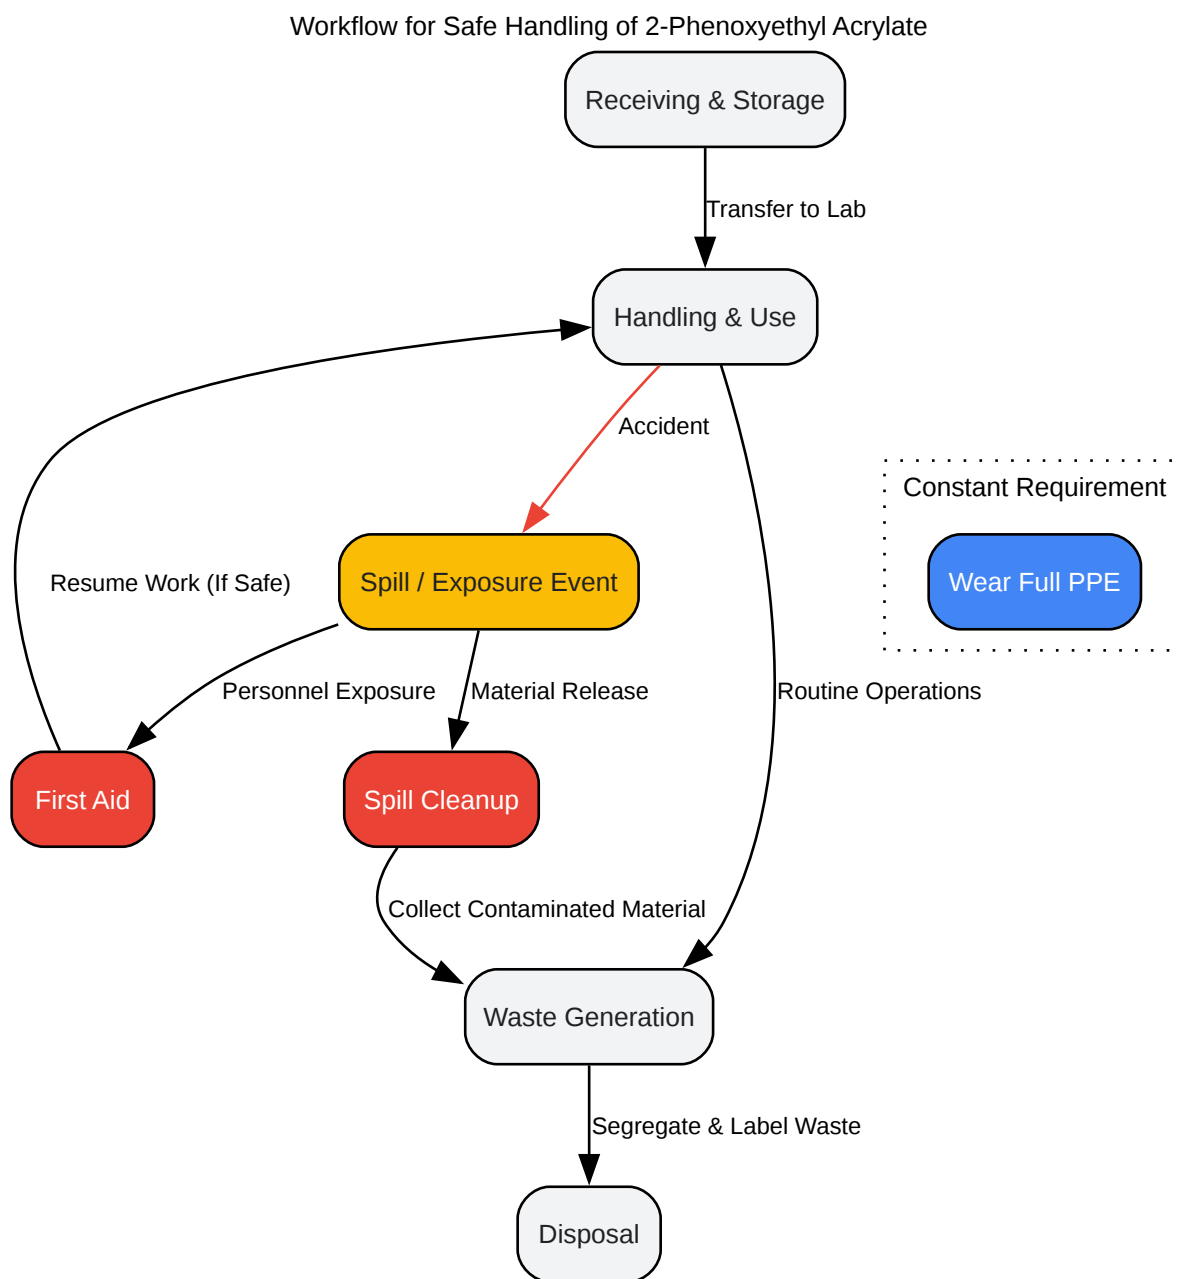 Workflow for Safe Handling of 2-Phenoxyethyl Acrylate
Receiving & Storage
Transfer to Lab
Handling & Use
Accident
Constant Requirement
Spill / Exposure Event
Wear Full PPE
Resume Work (If Safe)
Personnel Exposure
Material Release
Routine Operations
First Aid
Spill Cleanup
Collect Contaminated Material
Waste Generation
Segregate & Label Waste
Disposal